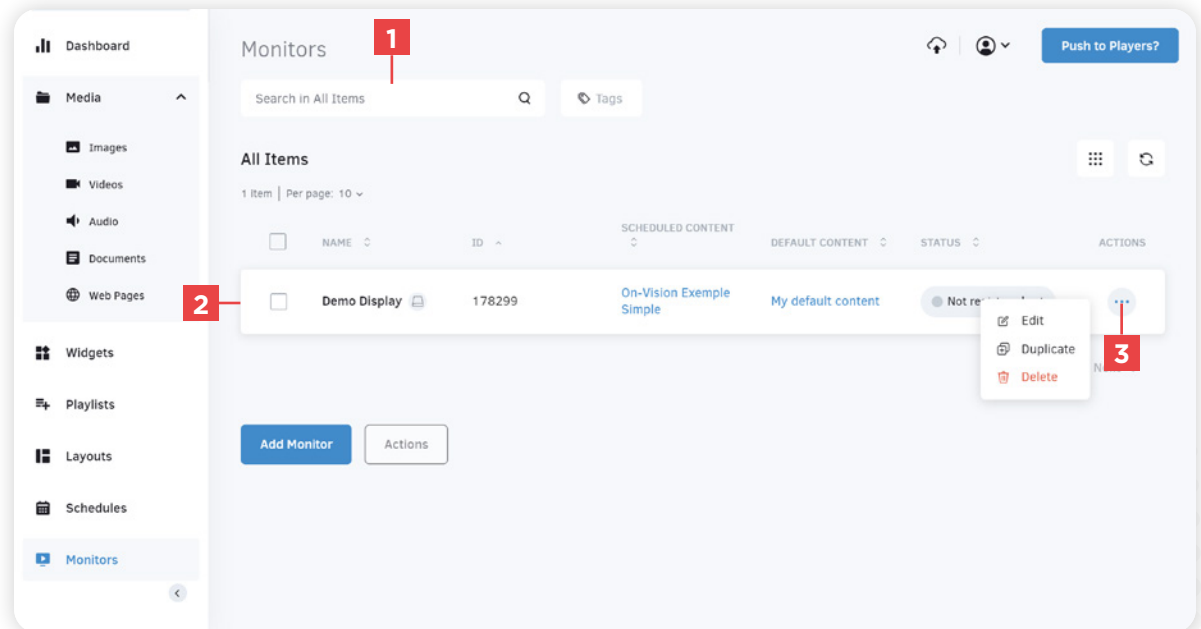 Dashboard
Media
Images
Videos
Audio
Documents
Web Pages
Widgets
Playlists
Layouts
Schedules
Monitors
Monitors
1
Push to Players?
Search in All Items
Tags
All Items
1 Item | Per page: 10
NAME
ID
SCHEDULED CONTENT
DEFAULT CONTENT
STATUS
ACTIONS
2
Demo Display
178299
On-Vision Exemple
Simple
My default content
Not
Edit
Duplicate
Delete
3
Add Monitor
Actions